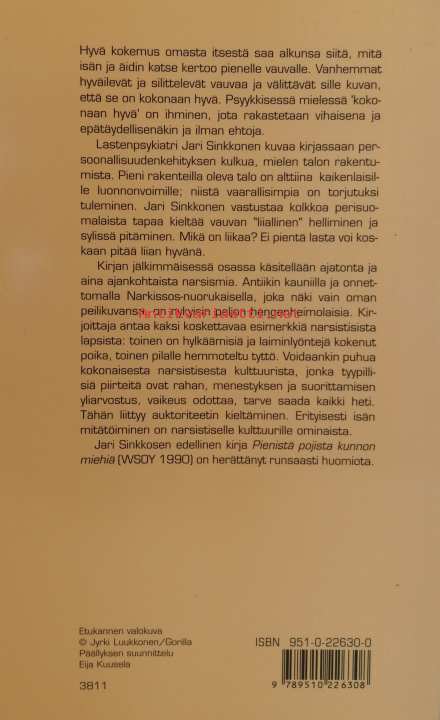 Hyvä kokemus omasta itsestä saa alkunsa siitä, mitä
isän ja äidin katse kertoo pienelle vauvalle. Vanhemmat
hyväilevät ja silittelevät vauvaa ja välittävät sille kuvan,
että se on kokonaan hyvä. Psyykkisessä mielessä 'koko-
naan hyvä' on ihminen, jota rakastetaan vihaisena ja
epätäydellisenäkin ja ilman ehtoja.
Lastenpsykiatri Jari Sinkkonen kuvaa kirjassaan per-
soonallisuudenkehityksen kulkua, mielen talon rakentu-
mista. Pieni rakenteilla oleva talo on alttiina kaikenlaisil-
le luonnonvoimille; niistä vaarallisimpia on torjutuksi
tuleminen. Jari Sinkkonen vastustaa kolkkoa perisuo-
malaista tapaa kieltää vauvan "liiallinen" helliminen ja
sylissä pitäminen. Mikä on liikaa? Ei pientä lasta voi kos-
kaan pitää liian hyvänä.
Kirjan jälkimmäisessä osassa käsitellään ajatonta ja
aina ajankohtaista narsismia. Antiikin kauniilla ja onnet-
tomalla Narkissos-nuorukaisella, joka näki vain oman
peilikuvansa, on nykyisin paljon hengenheimolaisia. Kir-
joittaja antaa kaksi koskettavaa esimerkkiä narsistisista
lapsista: toinen on hylkäämisiä ja laiminlyöntejä kokenut
poika, toinen pilalle hemmoteltu tyttö. Voidaankin puhua
kokonaisesta narsistisesta kulttuurista, jonka tyypilli-
siä piirteitä ovat rahan, menestyksen ja suorittamisen
yliarvostus, vaikeus odottaa, tarve saada kaikki heti.
Tähän liittyy auktoriteetin kieltäminen. Erityisesti isän
mitätöiminen on narsistiselle kulttuurille ominaista.
Jari Sinkkosen edellinen kirja Pienistä pojista kunnon
miehiä (WSOY 1990) on herättänyt runsaasti huomiota.
Etukannen valokuva
© Jyrki Luukkonen/Gorilla
Päällyksen suunnittelu
Eija Kuusela
3811
ISBN 951-0-22630-0
9 789510 226308